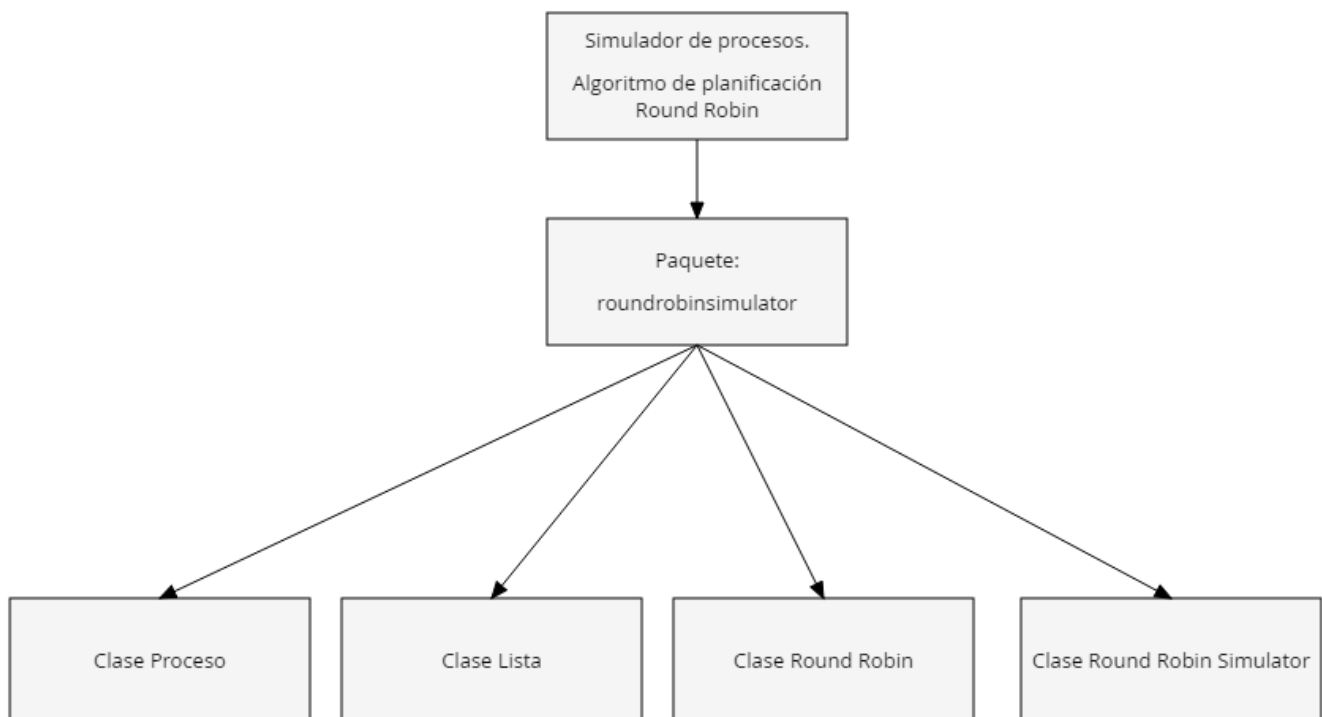 Simulador de procesos.
Algoritmo de planificación
Round Robin
Paquete:
roundrobinsimulator
Clase Proceso
Clase Lista
Clase Round Robin
Clase Round Robin Simulator